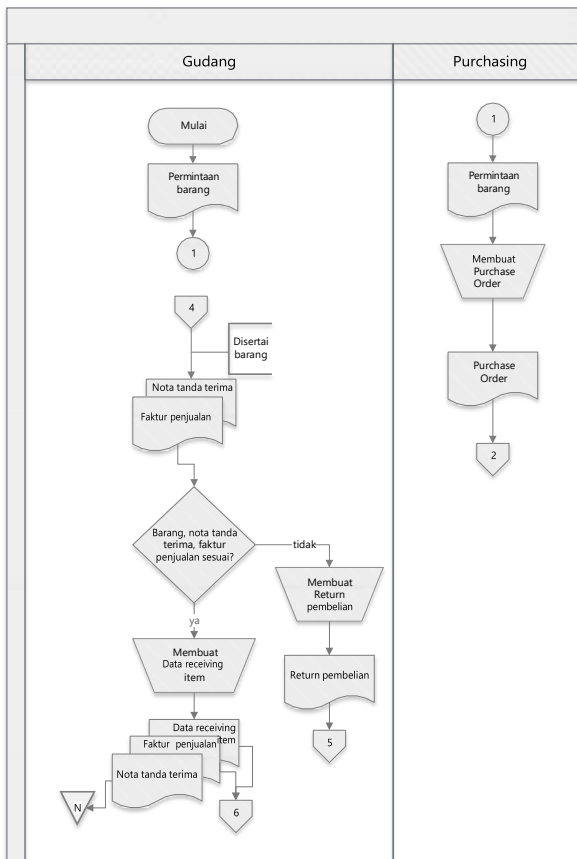 Gudang
Purchasing
Mulai
Permintaan
barang
1
4
Disertai
barang
Nota tanda terima
Faktur penjualan
Barang, nota tanda
terima, faktur
penjualan sesuai?
tidak
Membuat
Return
pembelian
ya
Membuat
Data receiving
item
Return pembelian
5
Data receiving
item
Faktur penjualan
Nota tanda terima
N
6
1
Permintaan
barang
Membuat
Purchase
Order
Purchase
Order
2